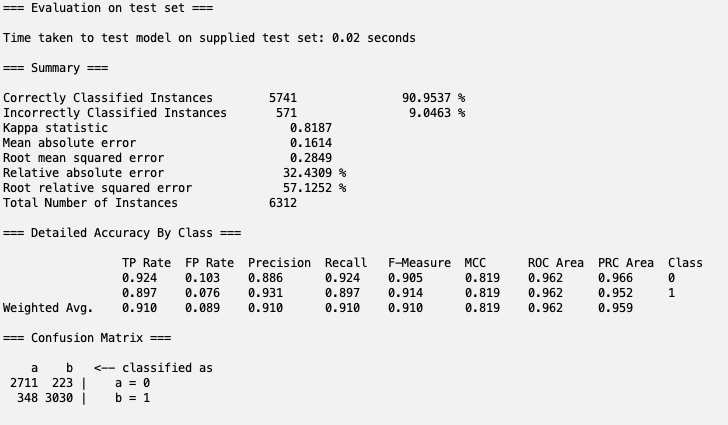 === Evaluation on test set ===
Time taken to test model on supplied test set: 0.02 seconds
=== Summary ===
Correctly Classified Instances        5741               90.9537 %
Incorrectly Classified Instances       571                9.0463 %
Kappa statistic                          0.8187
Mean absolute error                      0.1614
Root mean squared error                  0.2849
Relative absolute error                 32.4309 %
Root relative squared error             57.1252 %
Total Number of Instances             6312
=== Detailed Accuracy By Class ===
                 TP Rate  FP Rate  Precision  Recall   F-Measure  MCC      ROC Area  PRC Area  Class
                 0.924    0.103    0.886      0.924    0.905      0.819    0.962     0.966     0
                 0.897    0.076    0.931      0.897    0.914      0.819    0.962     0.952     1
Weighted Avg.    0.910    0.089    0.910      0.910    0.910      0.819    0.962     0.959
=== Confusion Matrix ===
    a    b   <-- classified as
 2711  223 |    a = 0
  348 3030 |    b = 1